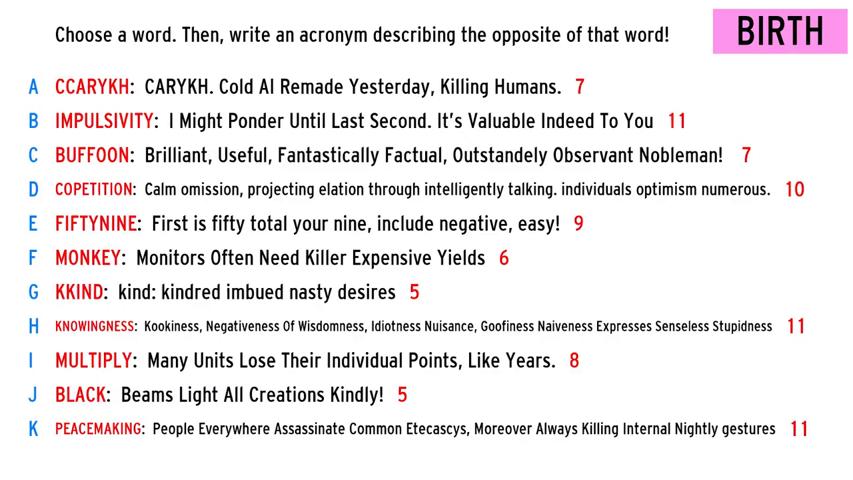 Choose a word. Then, write an acronym describing the opposite of that word!
BIRTH
A CCARYKH: CARYKH. Cold AI Remade Yesterday, Killing Humans. 7
B IMPULSIVITY: I Might Ponder Until Last Second. It's Valuable Indeed To You 11
C BUFFOON: Brilliant, Useful, Fantastically Factual, Outstandely Observant Nobleman! 7
D COPETITION: Calm omission, projecting elation through intelligently talking. individuals optimism numerous. 10
E FIFTYNINE: First is fifty total your nine, include negative, easy! 9
F MONKEY: Monitors Often Need Killer Expensive Yields 6
G KKIND: kind: kindred imbued nasty desires 5
H KNOWINGNESS: Kookiness, Negativeness Of Wisdomness, Idiotness Nuisance, Goofiness Naiveness Expresses Senseless Stupidness 11
I MULTIPLY: Many Units Lose Their Individual Points, Like Years. 8
J BLACK: Beams Light All Creations Kindly! 5
K PEACEMAKING: People Everywhere Assassinate Common Etecascys, Moreover Always Killing Internal Nightly gestures 11